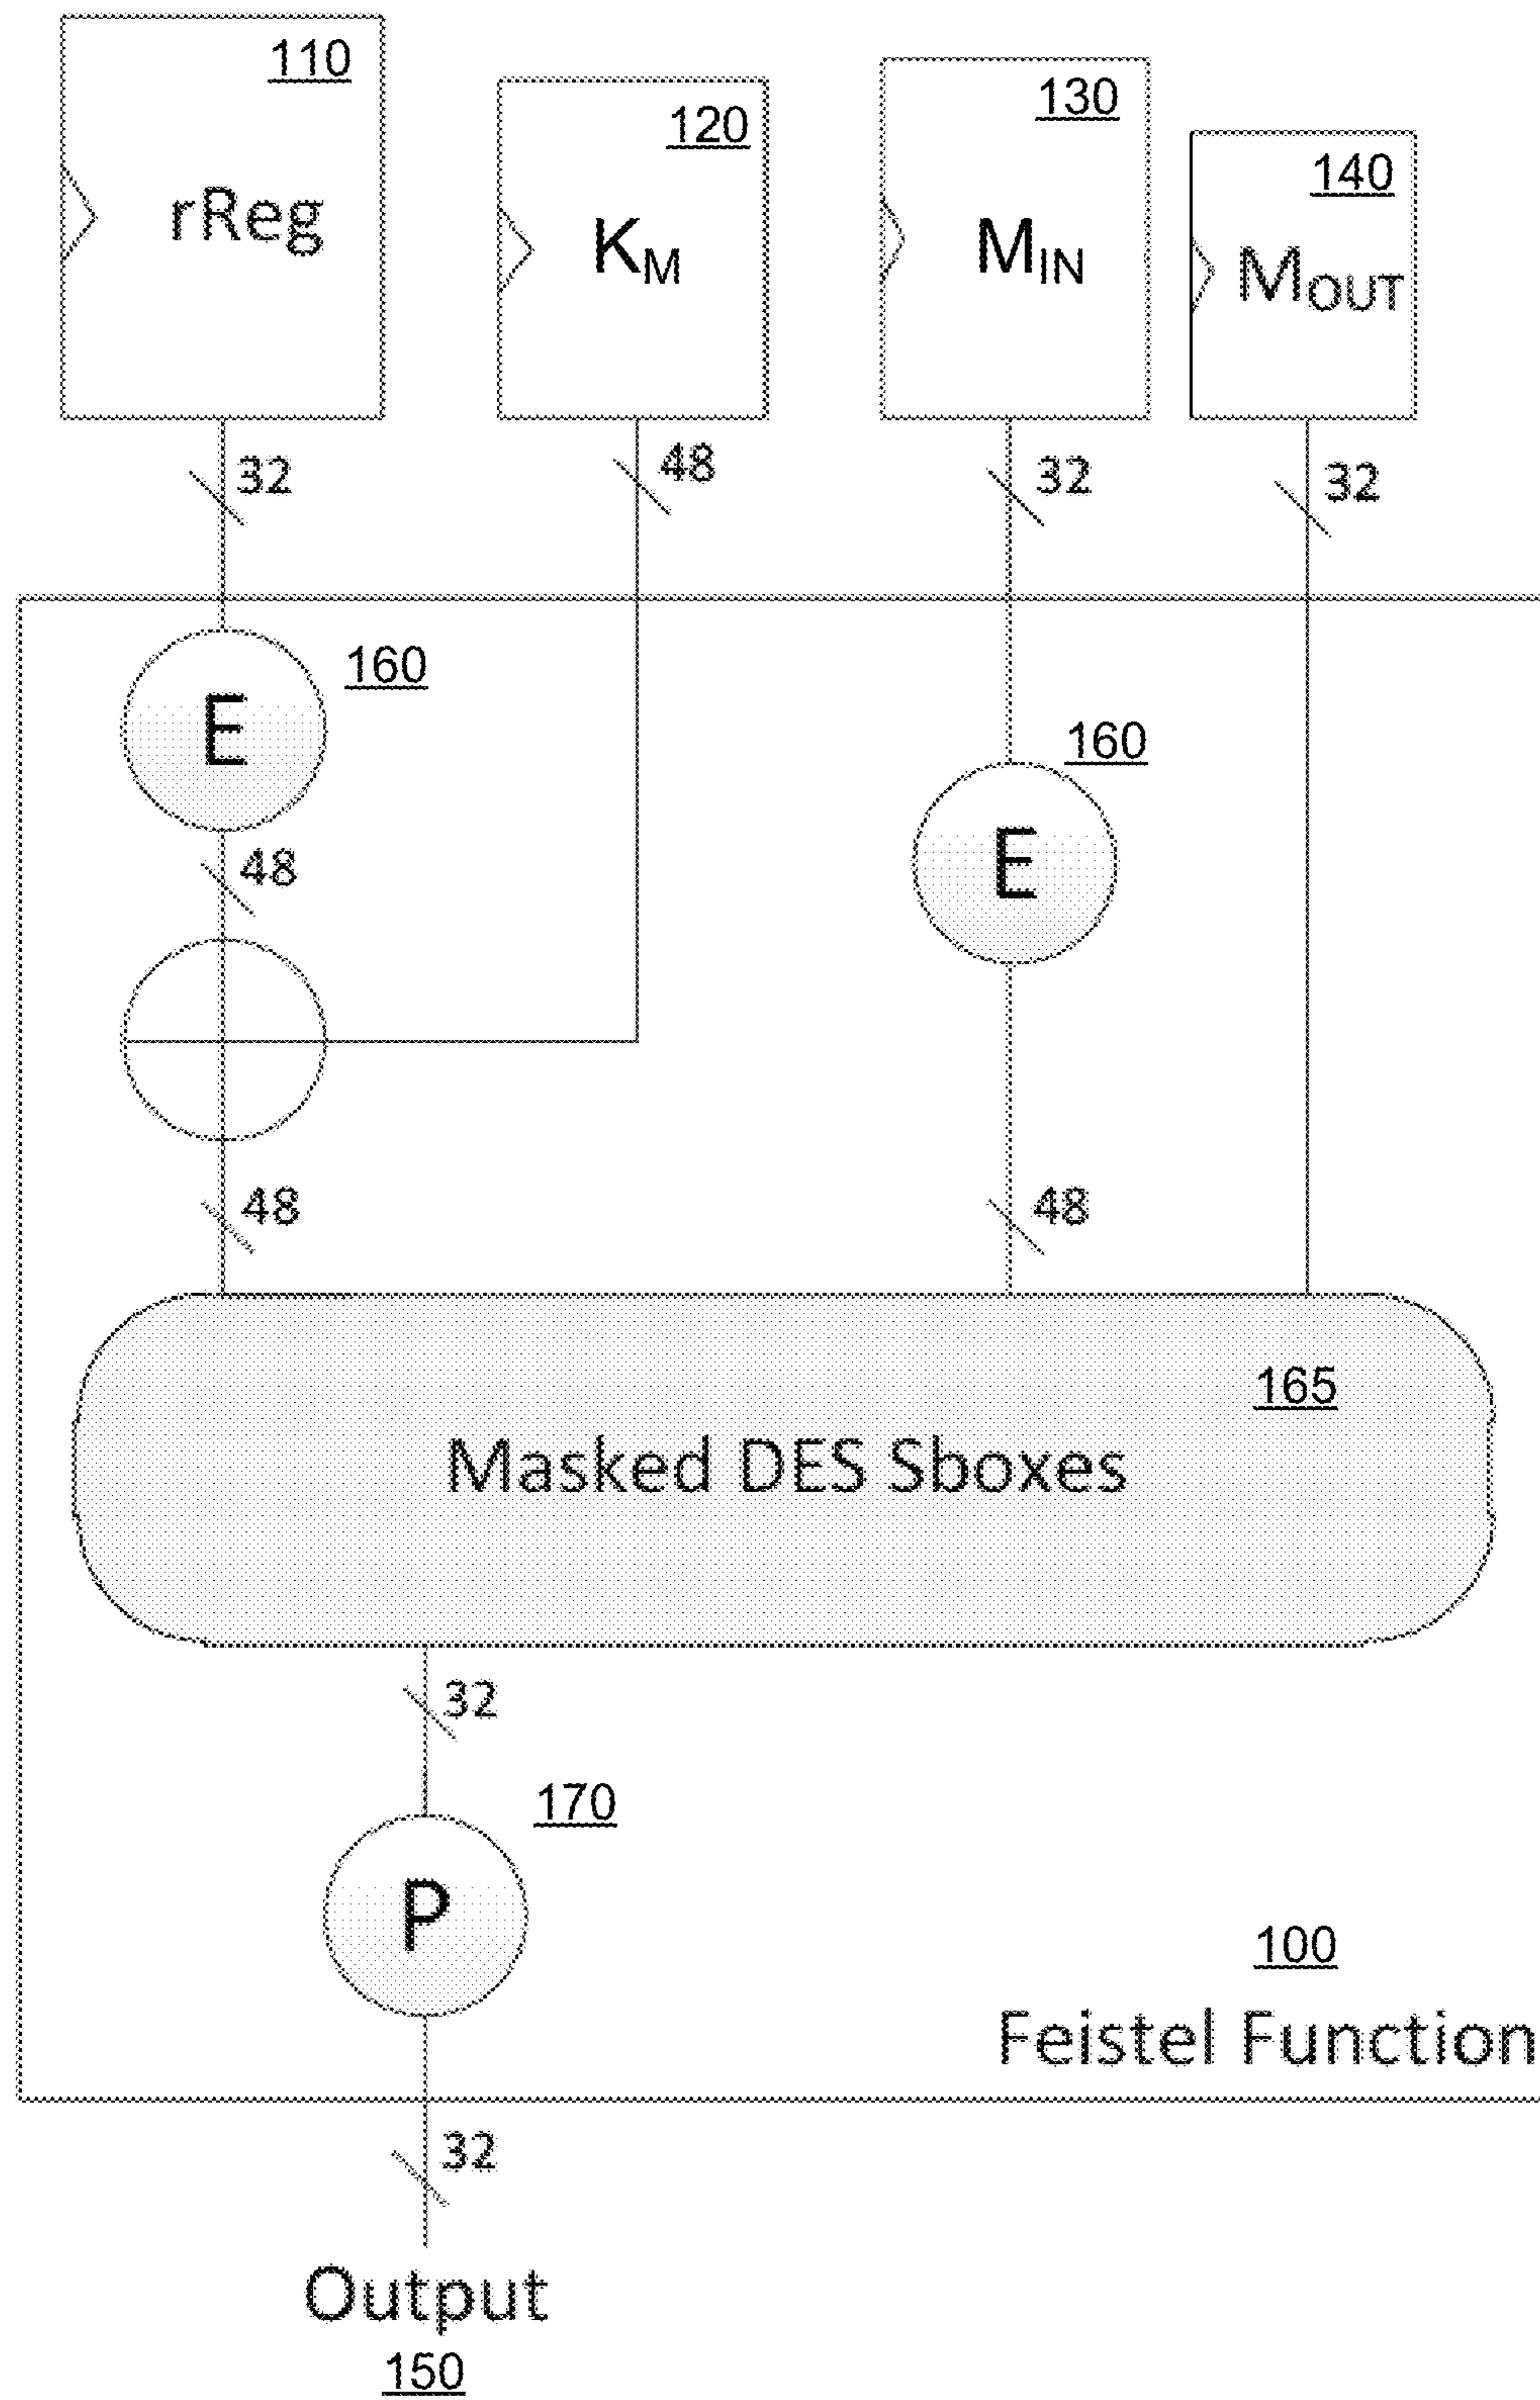 110
rReg
120
KM
130
MIN
140
MOUT
32
48
32
32
E
160
48
160
E
48
48
165
Masked DES Sboxes
32
170
P
100
Feistel Function
32
Output
150